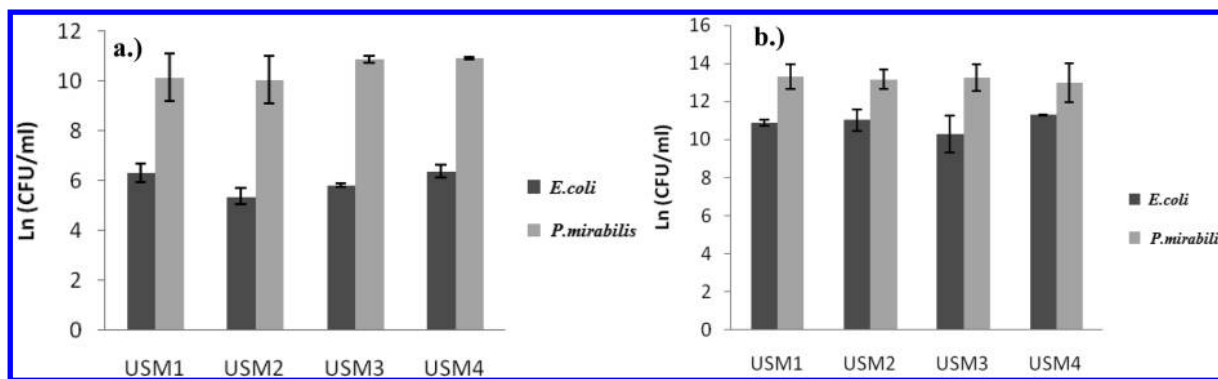 a.)
12
10
8
6
4
2
0
Ln (CFU/ml)
USM1 USM2 USM3 USM4
E.coli
P.mirabilis
b.)
16
14
12
10
8
6
4
2
0
Ln (CFU/ml)
USM1 USM2 USM3 USM4
E.coli
P.mirabili